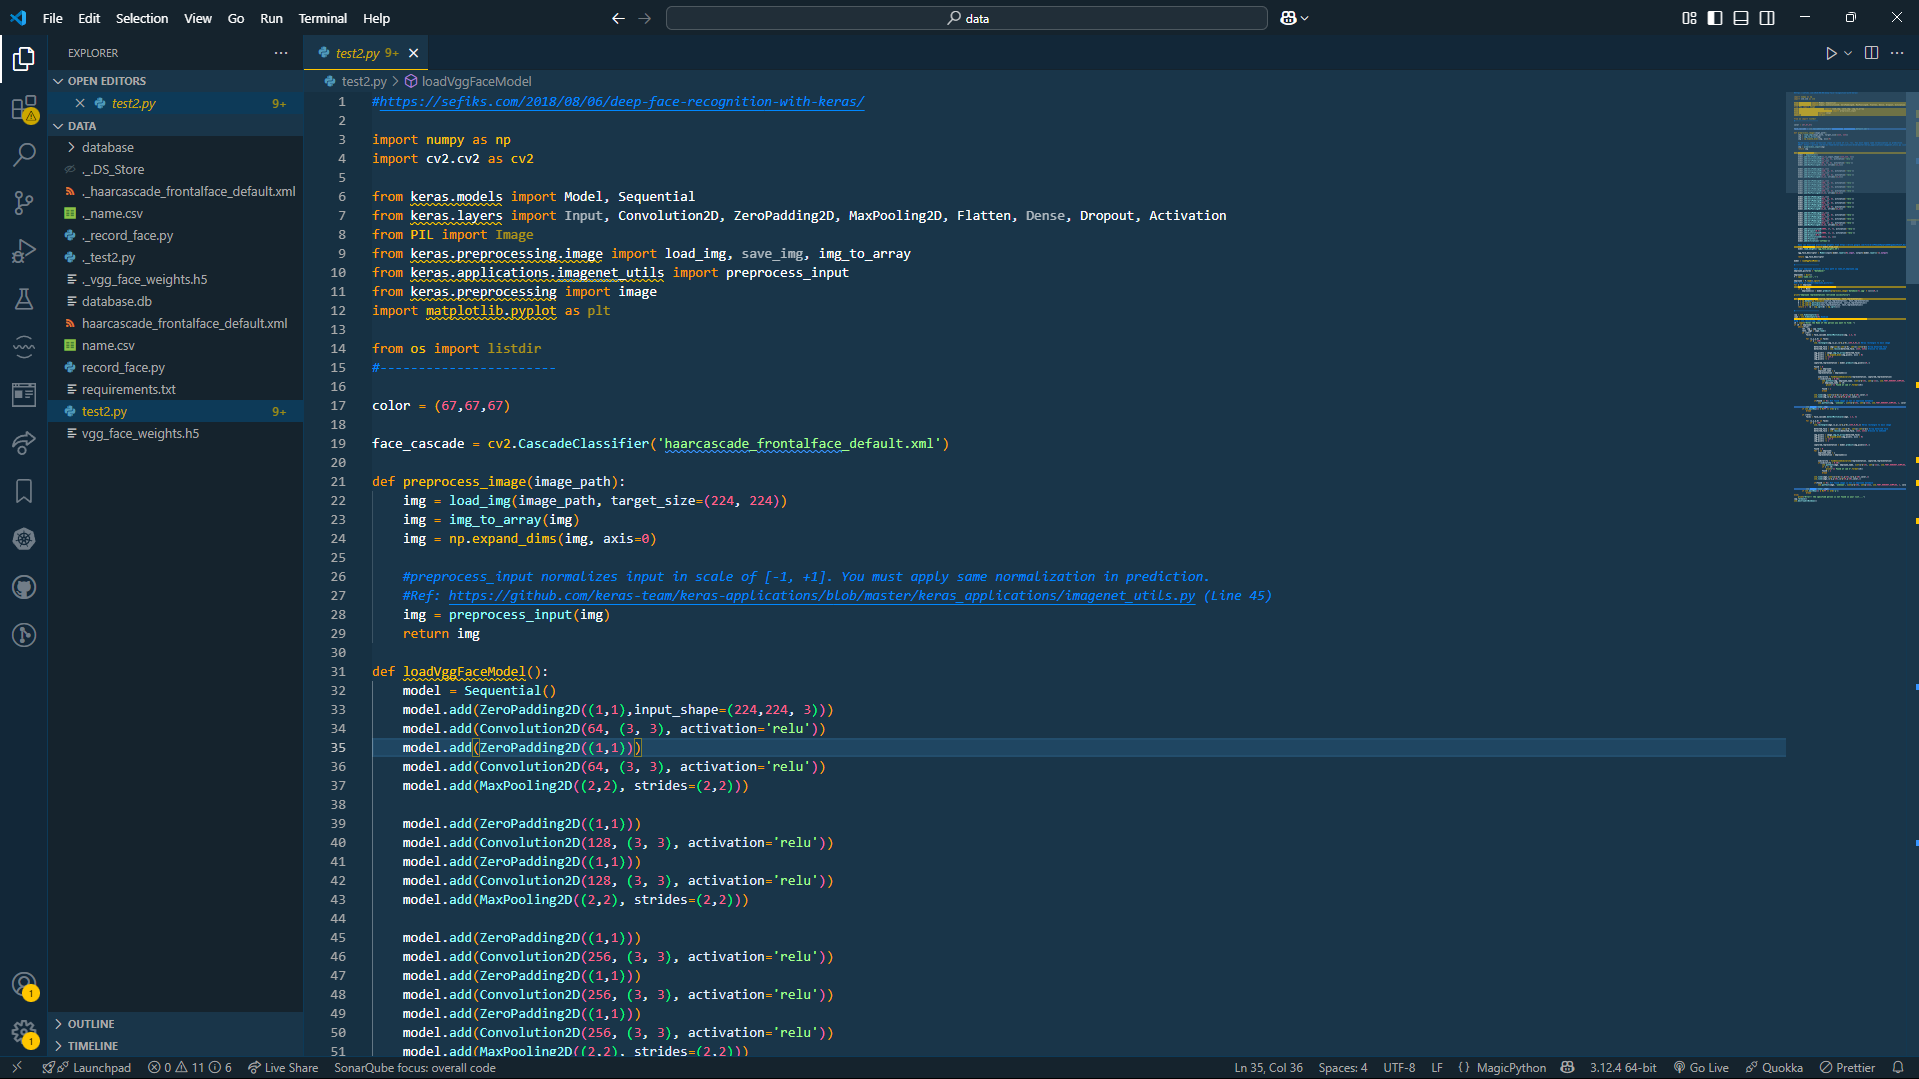 File Edit Selection View Go Run Terminal Help
data
EXPLORER
OPEN EDITORS
test2.py 9+
DATA
database
._.DS_Store
._haarcascade_frontalface_default.xml
._name.csv
._record_face.py
._test2.py
._vgg_face_weights.h5
database.db
haarcascade_frontalface_default.xml
name.csv
record_face.py
requirements.txt
test2.py 9+
vgg_face_weights.h5
OUTLINE
TIMELINE
test2.py 9+
test2.py > loadVggFaceModel
1 #https://sefiks.com/2018/08/06/deep-face-recognition-with-keras/
2
3 import numpy as np
4 import cv2.cv2 as cv2
5
6 from keras.models import Model, Sequential
7 from keras.layers import Input, Convolution2D, ZeroPadding2D, MaxPooling2D, Flatten, Dense, Dropout, Activation
8 from PIL import Image
9 from keras.preprocessing.image import load_img, save_img, img_to_array
10 from keras.applications.imagenet_utils import preprocess_input
11 from keras.preprocessing import image
12 import matplotlib.pyplot as plt
13
14 from os import listdir
15 #-----------------------
16
17 color = (67,67,67)
18
19 face_cascade = cv2.CascadeClassifier('haarcascade_frontalface_default.xml')
20
21 def preprocess_image(image_path):
22 img = load_img(image_path, target_size=(224, 224))
23 img = img_to_array(img)
24 img = np.expand_dims(img, axis=0)
25
26 #preprocess_input normalizes input in scale of [-1, +1]. You must apply same normalization in prediction.
27 #Ref: https://github.com/keras-team/keras-applications/blob/master/keras_applications/imagenet_utils.py (Line 45)
28 img = preprocess_input(img)
29 return img
30
31 def loadVggFaceModel():
32 model = Sequential()
33 model.add(ZeroPadding2D((1,1),input_shape=(224,224, 3)))
34 model.add(Convolution2D(64, (3, 3), activation='relu'))
35 model.add(ZeroPadding2D((1,1)))
36 model.add(Convolution2D(64, (3, 3), activation='relu'))
37 model.add(MaxPooling2D((2,2), strides=(2,2)))
38
39 model.add(ZeroPadding2D((1,1)))
40 model.add(Convolution2D(128, (3, 3), activation='relu'))
41 model.add(ZeroPadding2D((1,1)))
42 model.add(Convolution2D(128, (3, 3), activation='relu'))
43 model.add(MaxPooling2D((2,2), strides=(2,2)))
44
45 model.add(ZeroPadding2D((1,1)))
46 model.add(Convolution2D(256, (3, 3), activation='relu'))
47 model.add(ZeroPadding2D((1,1)))
48 model.add(Convolution2D(256, (3, 3), activation='relu'))
49 model.add(ZeroPadding2D((1,1)))
50 model.add(Convolution2D(256, (3, 3), activation='relu'))
51 model.add(MaxPooling2D((2,2), strides=(2,2)))
1
1
Launchpad 0 11 6 Live Share SonarQube focus: overall code Ln 35, Col 36 Spaces: 4 UTF-8 LF { } MagicPython 3.12.4 64-bit Go Live Quokka Prettier